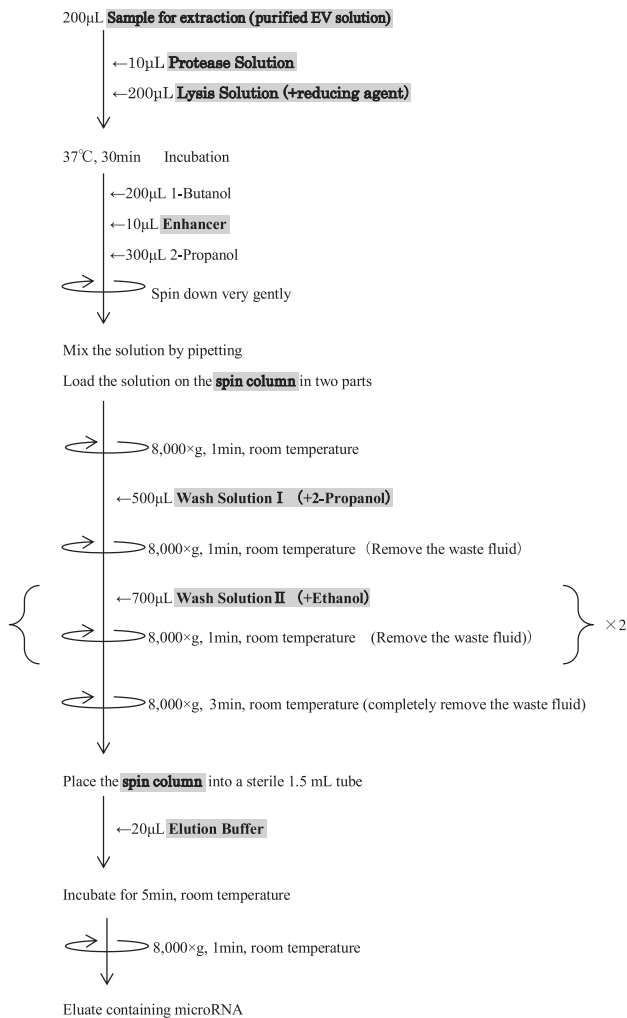 200μL Sample for extraction (purified EV solution)
←10μL Protease Solution
←200μL Lysis Solution (+reducing agent)
37℃, 30min Incubation
←200μL 1-Butanol
←10μL Enhancer
←300μL 2-Propanol
Spin down very gently
Mix the solution by pipetting
Load the solution on the spin column in two parts
8,000×g, 1min, room temperature
←500μL Wash Solution Ⅰ (+2-Propanol)
8,000×g, 1min, room temperature (Remove the waste fluid)
←700μL Wash Solution Ⅱ (+Ethanol)
×2
8,000×g, 1min, room temperature (Remove the waste fluid))
8,000×g, 3min, room temperature (completely remove the waste fluid)
Place the spin column into a sterile 1.5 mL tube
←20μL Elution Buffer
Incubate for 5min, room temperature
8,000×g, 1min, room temperature
Eluate containing microRNA